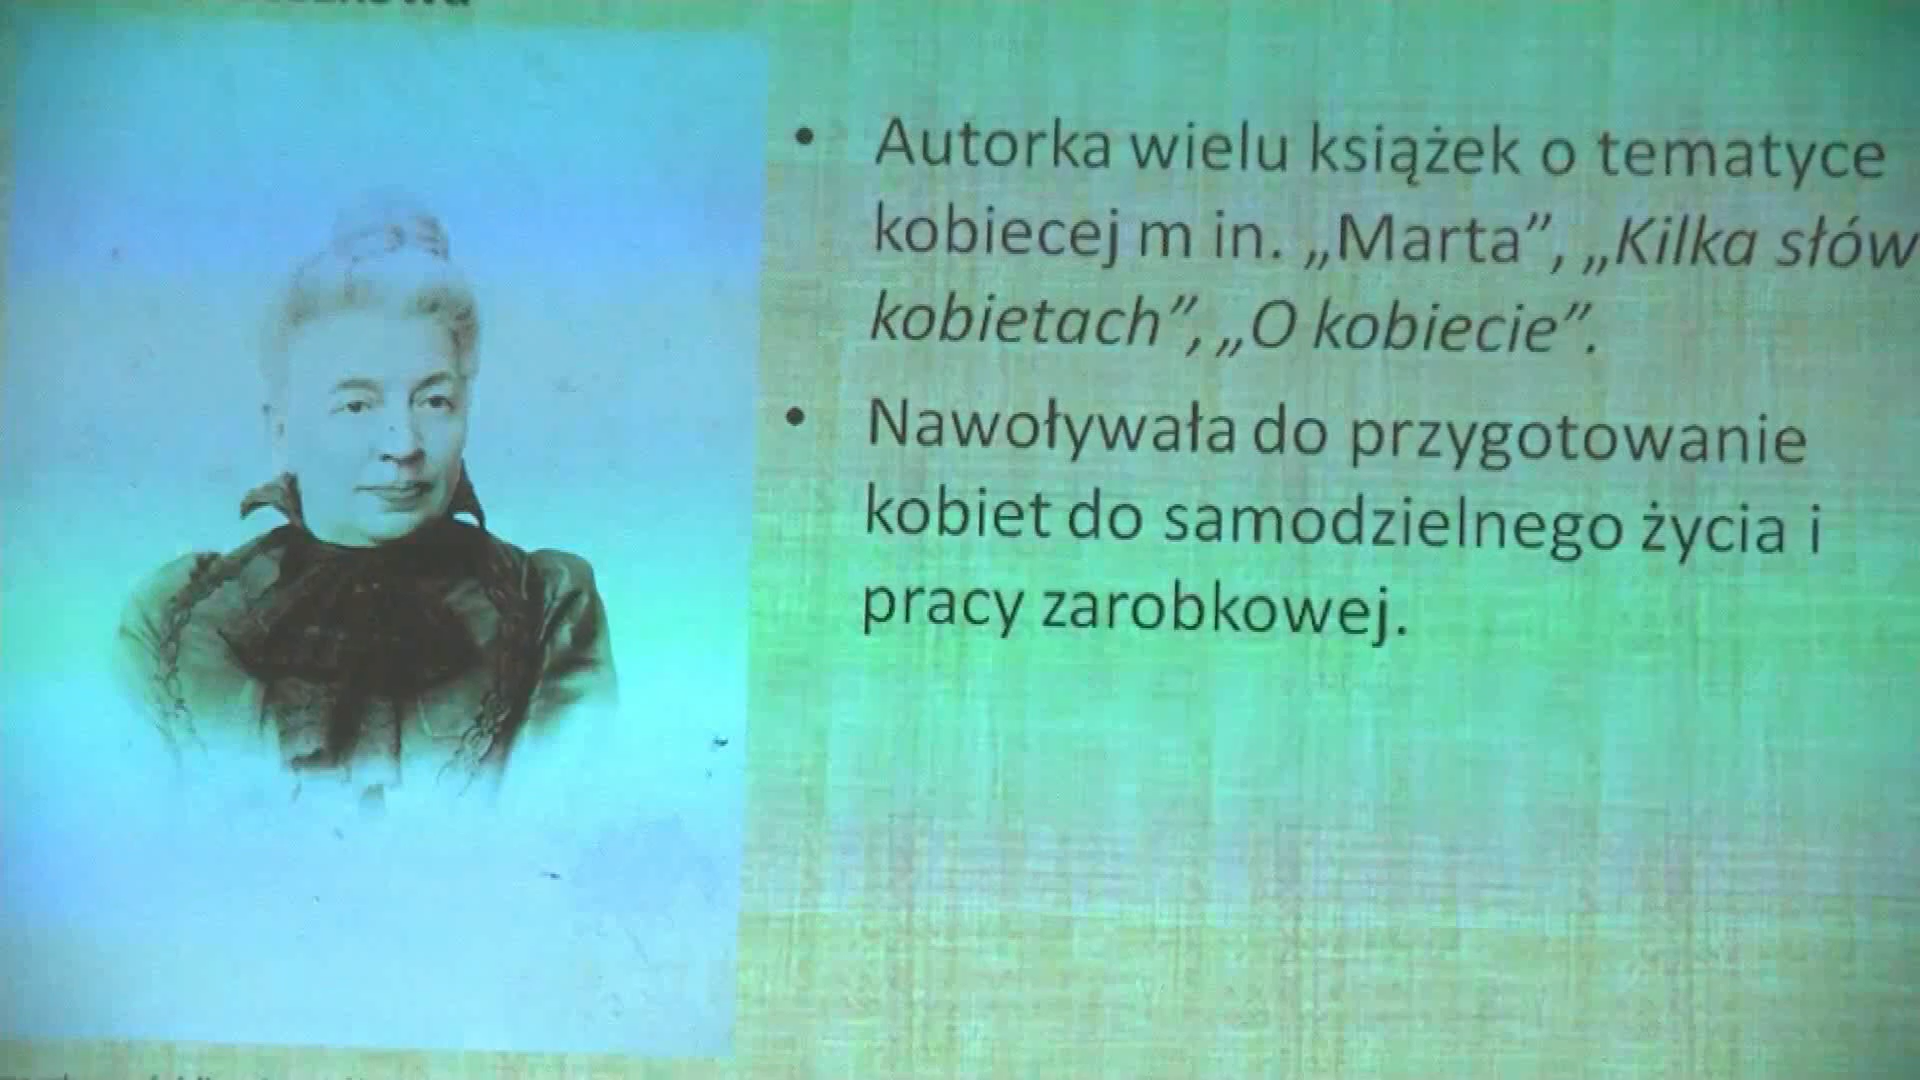 • Autorka wielu książek o tematyce
kobiecej m in. „Marta”, „Kilka słów
kobietach”, „O kobiecie”.
• Nawoływała do przygotowanie
kobiet do samodzielnego życia i
pracy zarobkowej.